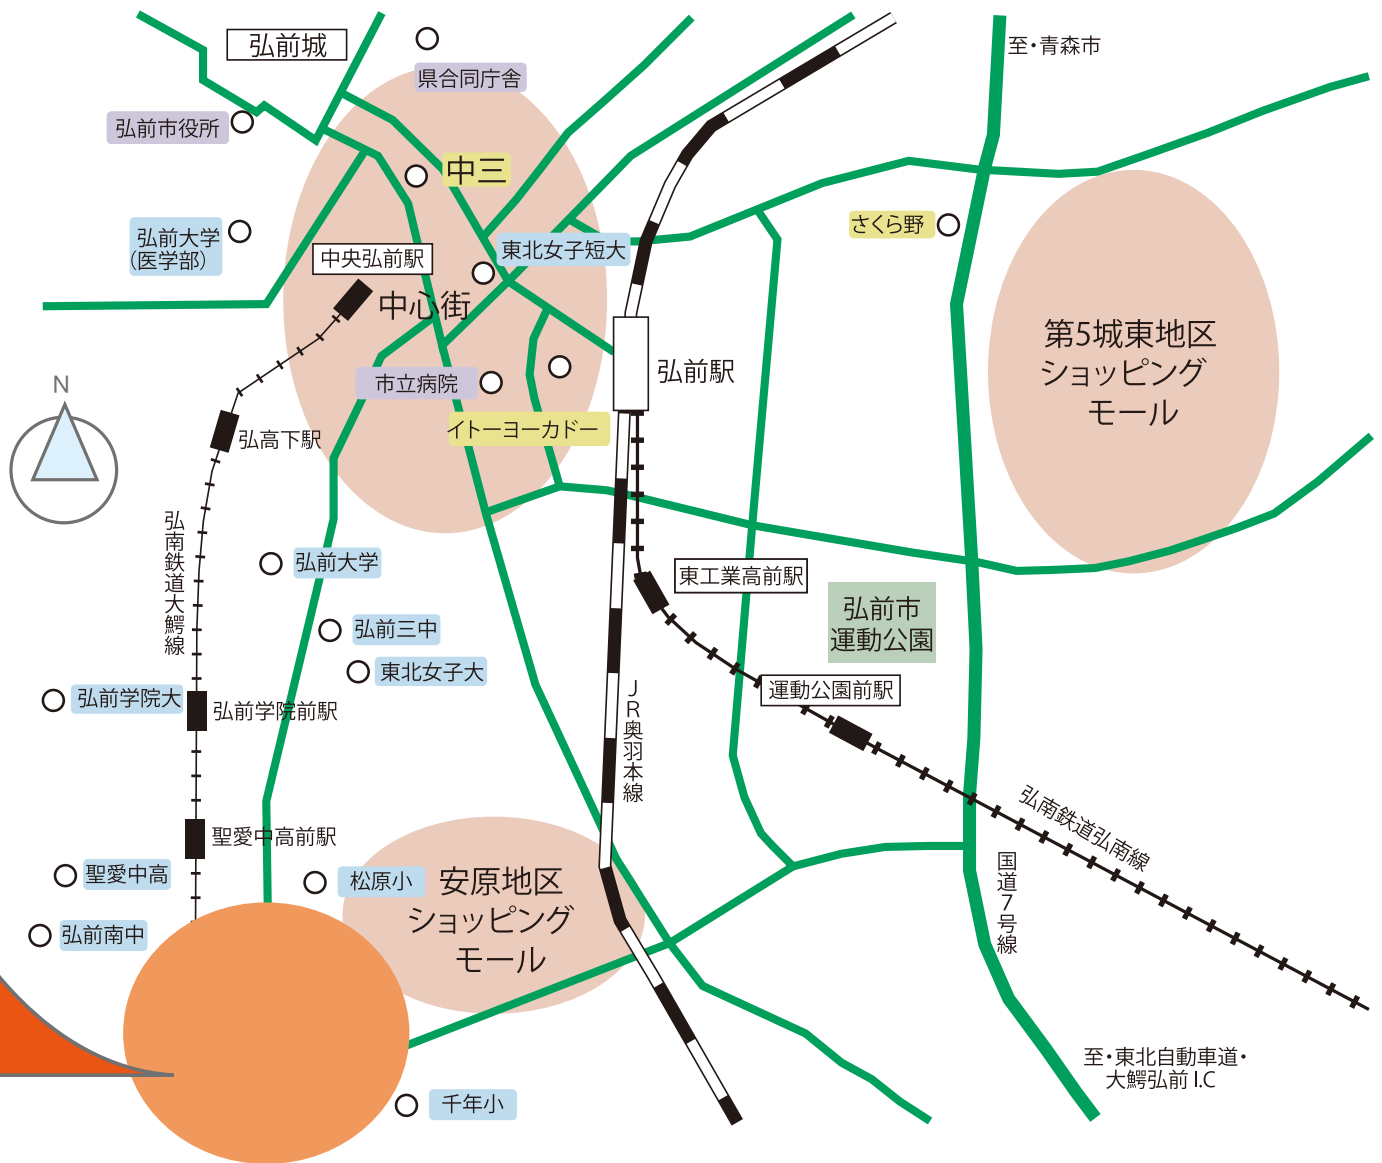 弘前城
県合同庁舎
至・青森市
弘前市役所
中三
さくら野
弘前大学
(医学部)
東北女子短大
中央弘前駅
中心街
第5城東地区
ショッピング
モール
弘前駅
市立病院
N
イトーヨーカドー
弘高下駅
弘南鉄道大鰐線
弘前大学
東工業高前駅
弘前市
運動公園
弘前三中
東北女子大
弘前学院大
弘前学院前駅
運動公園前駅
JR奥羽本線
弘南鉄道弘南線
聖愛中高前駅
国道7号線
聖愛中高
松原小
安原地区
ショッピング
モール
弘前南中
至・東北自動車道・
大鰐弘前 I.C
千年小